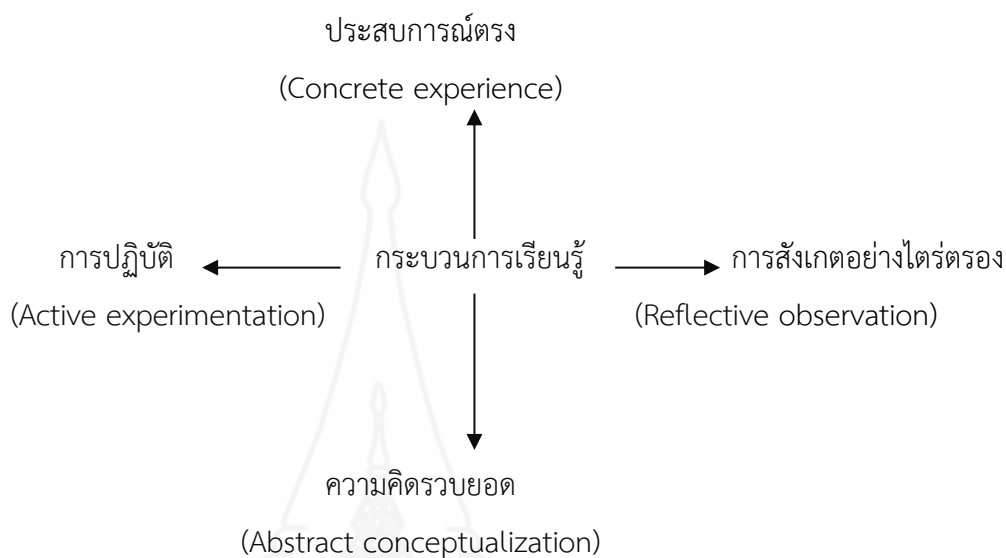 ประสบการณ์ตรง
(Concrete experience)
การปฏิบัติ
กระบวนการเรียนรู้
การสังเกตอย่างไตร่ตรอง
(Active experimentation)
(Reflective observation)
ความคิดรวบยอด
(Abstract conceptualization)